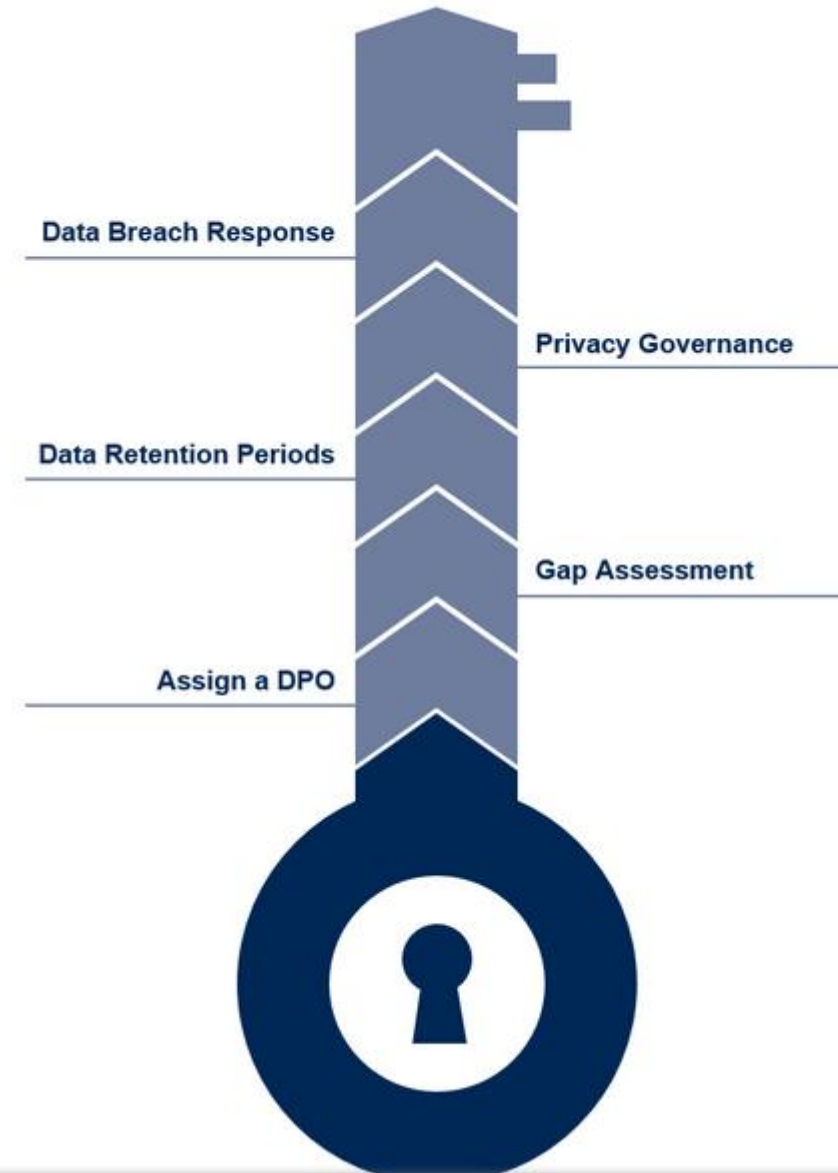 Data Breach Response
Privacy Governance
Data Retention Periods
Gap Assessment
Assign a DPO